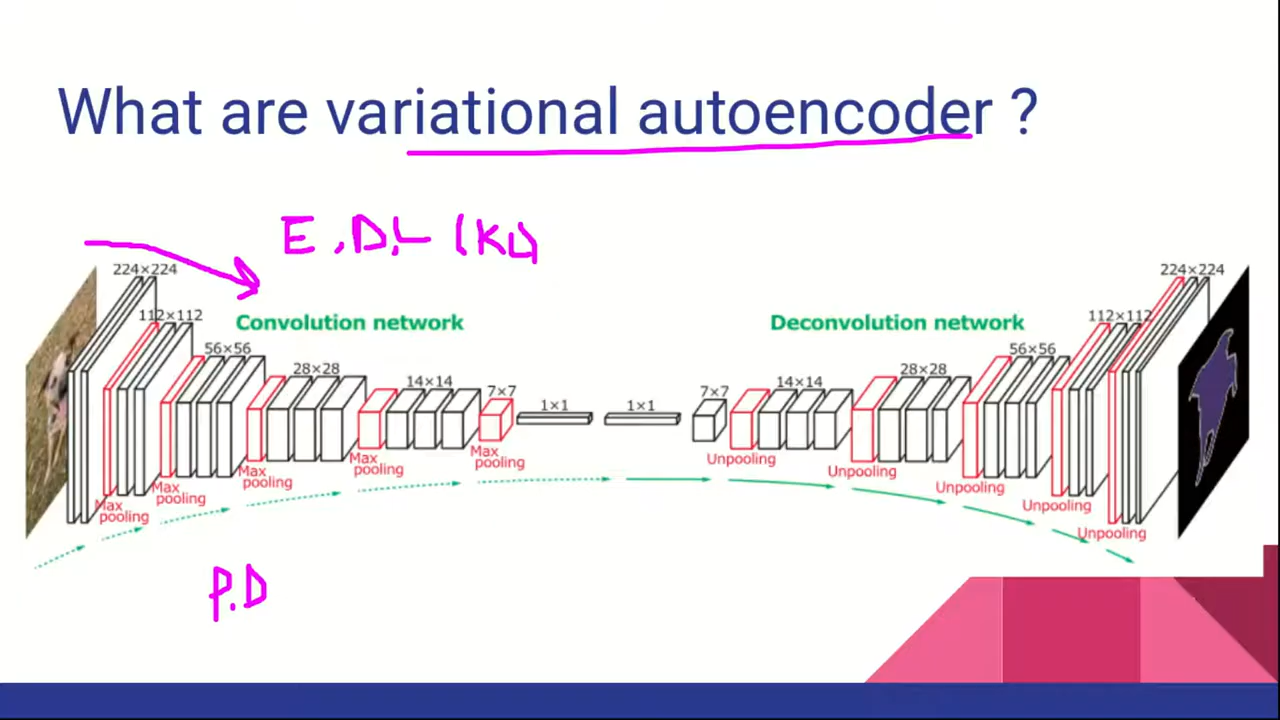 What are variational autoencoder ?
E , D , L (KL)
224×224
112×112
56×56
28×28
14×14
7×7
1×1
1×1
7×7
14×14
28×28
56×56
112×112
224×224
Convolution network
Deconvolution network
Max pooling
Max pooling
Max pooling
Max pooling
Max pooling
Unpooling
Unpooling
Unpooling
Unpooling
Unpooling
P.D